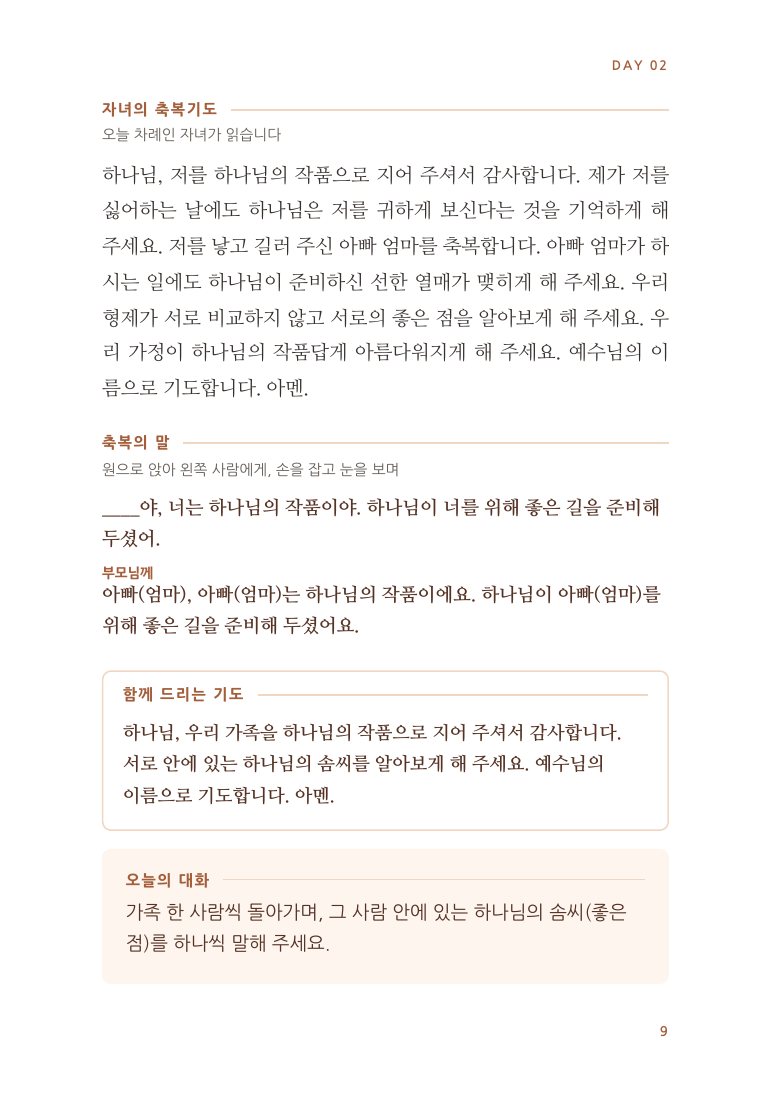 DAY 02
자녀의 축복기도
오늘 차례인 자녀가 읽습니다
하나님, 저를 하나님의 작품으로 지어 주셔서 감사합니다. 제가 저를
싫어하는 날에도 하나님은 저를 귀하게 보신다는 것을 기억하게 해
주세요. 저를 낳고 길러 주신 아빠 엄마를 축복합니다. 아빠 엄마가 하
시는 일에도 하나님이 준비하신 선한 열매가 맺히게 해 주세요. 우리
형제가 서로 비교하지 않고 서로의 좋은 점을 알아보게 해 주세요. 우
리 가정이 하나님의 작품답게 아름다워지게 해 주세요. 예수님의 이
름으로 기도합니다. 아멘.
축복의 말
원으로 앉아 왼쪽 사람에게, 손을 잡고 눈을 보며
____야, 너는 하나님의 작품이야. 하나님이 너를 위해 좋은 길을 준비해
두셨어.
부모님께
아빠(엄마), 아빠(엄마)는 하나님의 작품이에요. 하나님이 아빠(엄마)를
위해 좋은 길을 준비해 두셨어요.
함께 드리는 기도
하나님, 우리 가족을 하나님의 작품으로 지어 주셔서 감사합니다.
서로 안에 있는 하나님의 솜씨를 알아보게 해 주세요. 예수님의
이름으로 기도합니다. 아멘.
오늘의 대화
가족 한 사람씩 돌아가며, 그 사람 안에 있는 하나님의 솜씨(좋은
점)를 하나씩 말해 주세요.
9